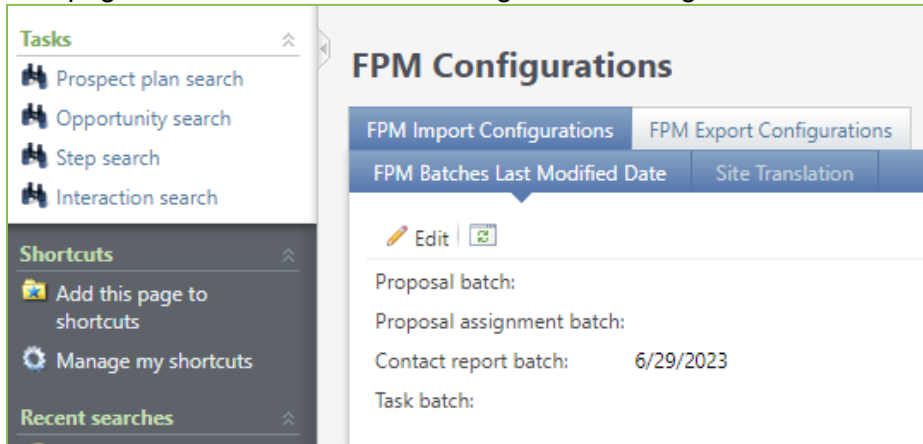 Tasks
Prospect plan search
Opportunity search
Step search
Interaction search
Shortcuts
Add this page to
shortcuts
Manage my shortcuts
Recent searches
FPM Configurations
FPM Import Configurations FPM Export Configurations
FPM Batches Last Modified Date Site Translation
Edit
Proposal batch:
Proposal assignment batch:
Contact report batch: 6/29/2023
Task batch: